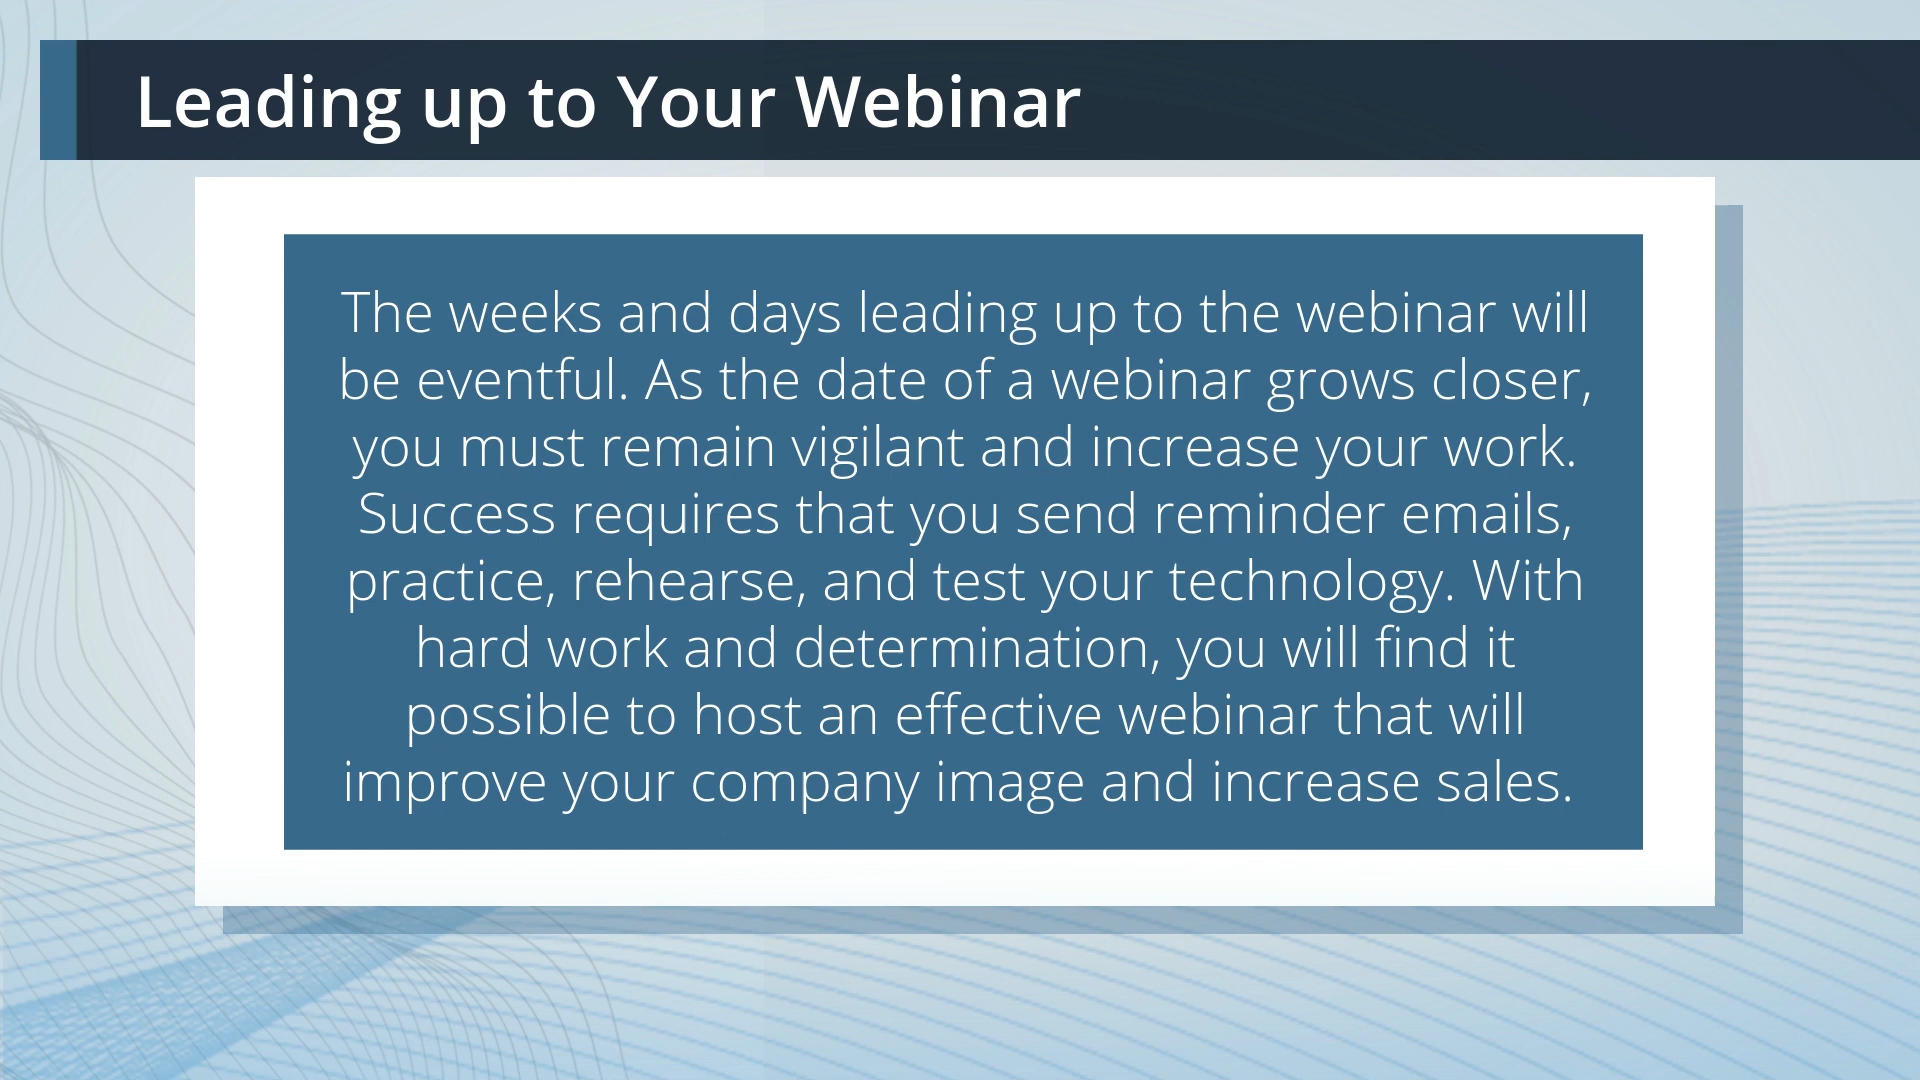 Leading up to Your Webinar
The weeks and days leading up to the webinar will
be eventful. As the date of a webinar grows closer,
you must remain vigilant and increase your work.
Success requires that you send reminder emails,
practice, rehearse, and test your technology. With
hard work and determination, you will find it
possible to host an effective webinar that will
improve your company image and increase sales.